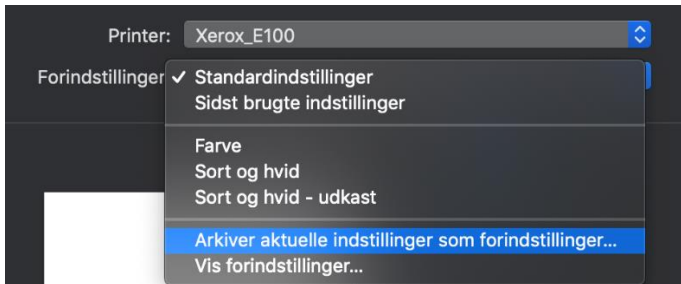 Printer: Xerox_E100
Forindstillinger ✓ Standardindstillinger
Sidst brugte indstillinger
Farve
Sort og hvid
Sort og hvid - udkast
Arkiver aktuelle indstillinger som forindstillinger...
Vis forindstillinger...